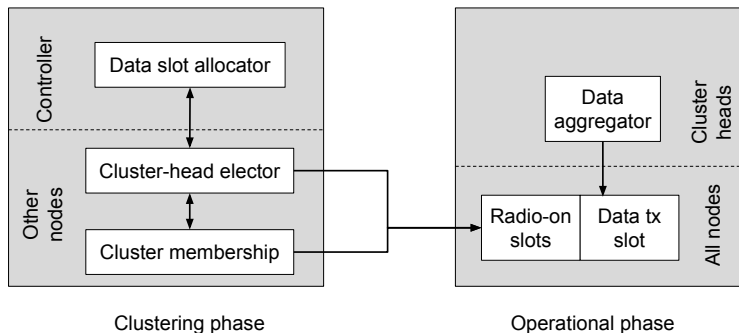 Controller
Data slot allocator
Other
nodes
Cluster-head elector
Cluster membership
Clustering phase
Data
aggregator
Cluster
heads
Radio-on
slots
Data tx
slot
All nodes
Operational phase